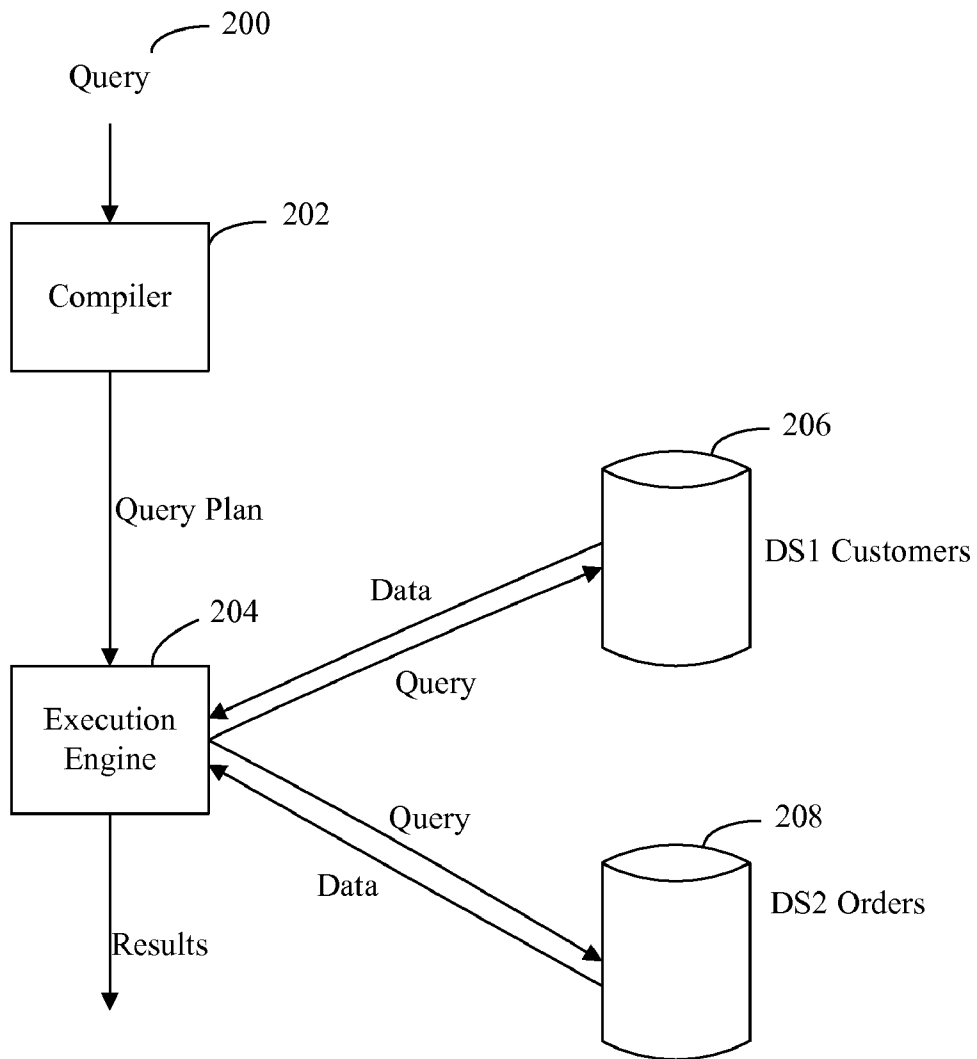 200
Query
202
Compiler
206
Query Plan
DS1 Customers
Data
204
Query
Execution
Engine
Query
208
Data
DS2 Orders
Results